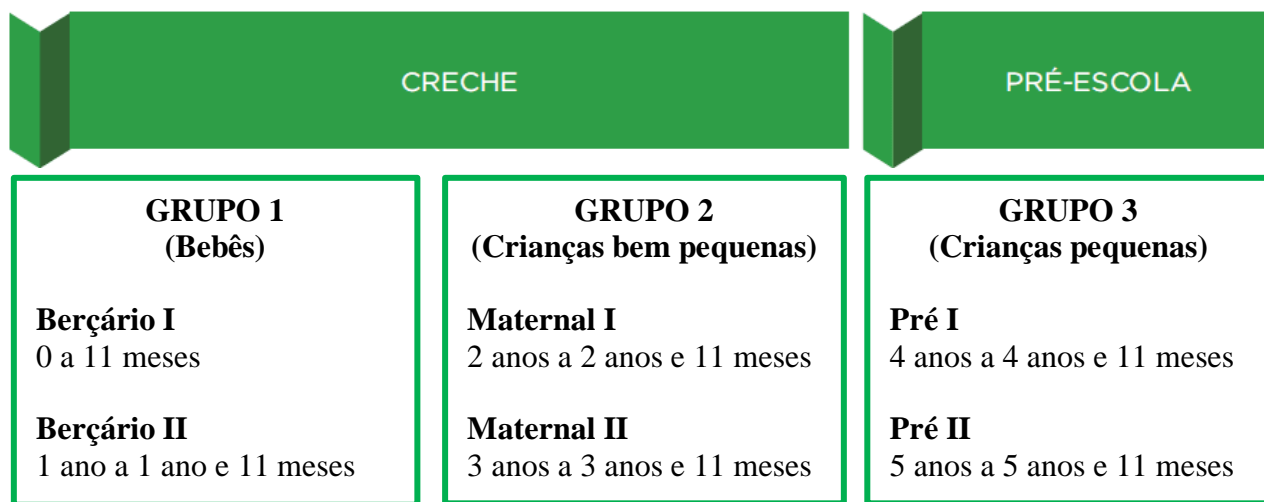 CRECHE
PRÉ-ESCOLA
GRUPO 1
(Bebês)
Berçário I
0 a 11 meses
Berçário II
1 ano a 1 ano e 11 meses
GRUPO 2
(Crianças bem pequenas)
Maternal I
2 anos a 2 anos e 11 meses
Maternal II
3 anos a 3 anos e 11 meses
GRUPO 3
(Crianças pequenas)
Pré I
4 anos a 4 anos e 11 meses
Pré II
5 anos a 5 anos e 11 meses